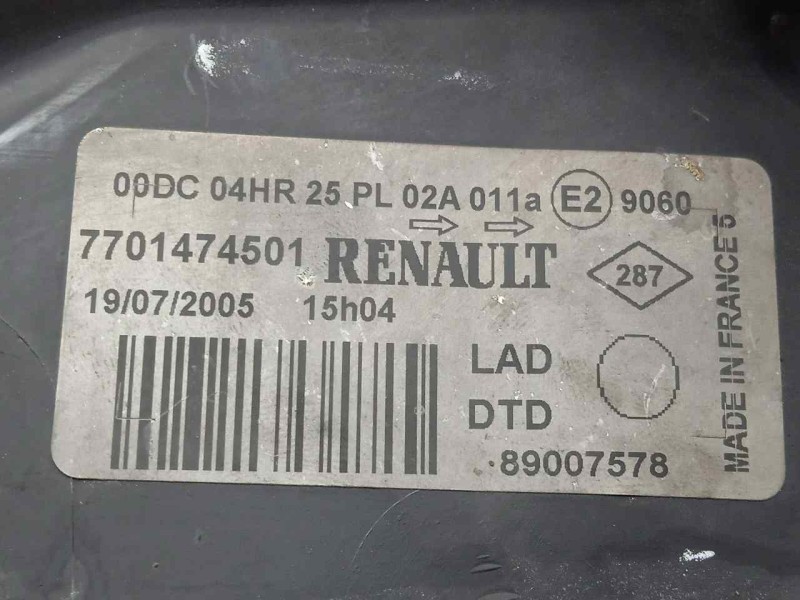 00DC 04HR 25 PL 02A 011a E2 9060
7701474501 RENAULT 287
19/07/2005 15h04
LAD
DTD
89007578
MADE IN FRANCE 5